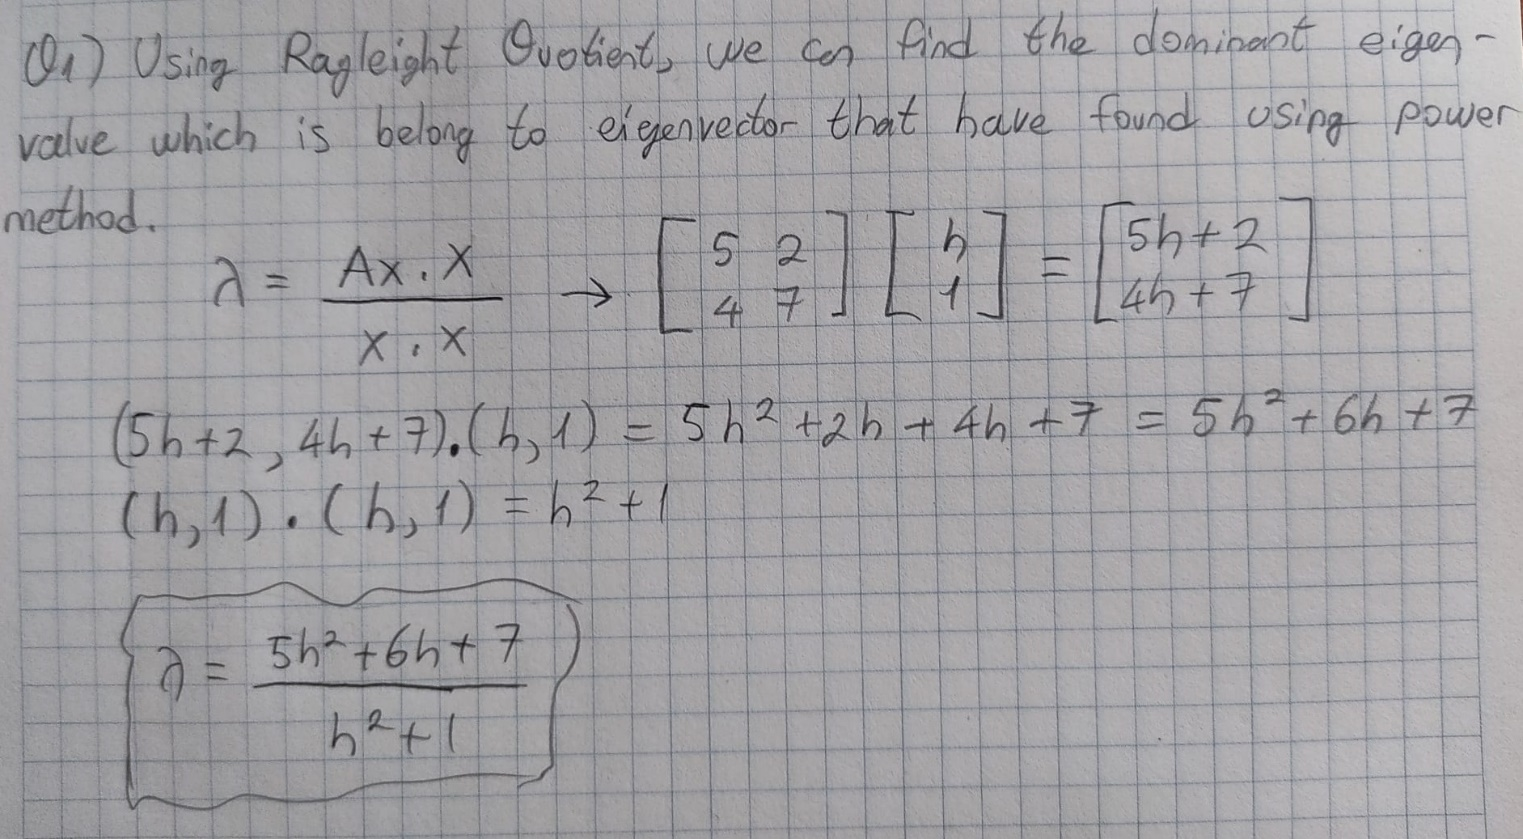 Q1) Using Ragleight Quotient, we can find the dominant eigen-
value which is belong to eigenvector that have found using power
method.
λ = Ax . x / x . x → [5 2; 4 7] [h; 1] = [5h+2; 4h+7]
(5h+2, 4h+7).(h,1) = 5h² + 2h + 4h + 7 = 5h² + 6h + 7
(h,1) . (h,1) = h² + 1
λ = 5h² + 6h + 7 / h² + 1